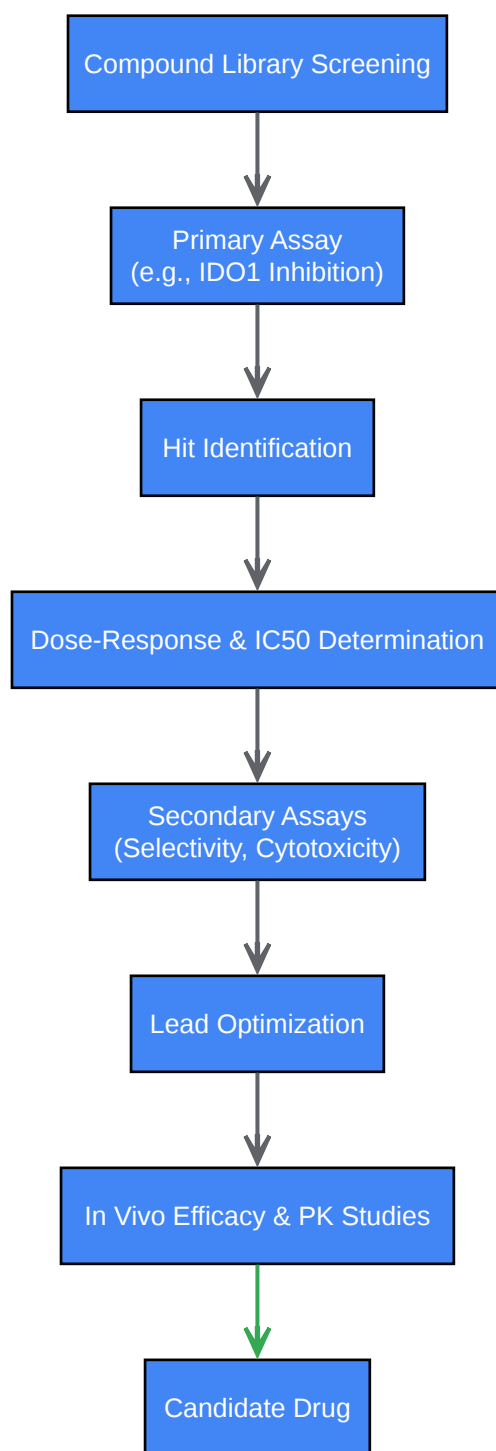 Compound Library Screening
Primary Assay
(e.g., IDO1 Inhibition)
Hit Identification
Dose-Response & IC50 Determination
Secondary Assays
(Selectivity, Cytotoxicity)
Lead Optimization
In Vivo Efficacy & PK Studies
Candidate Drug